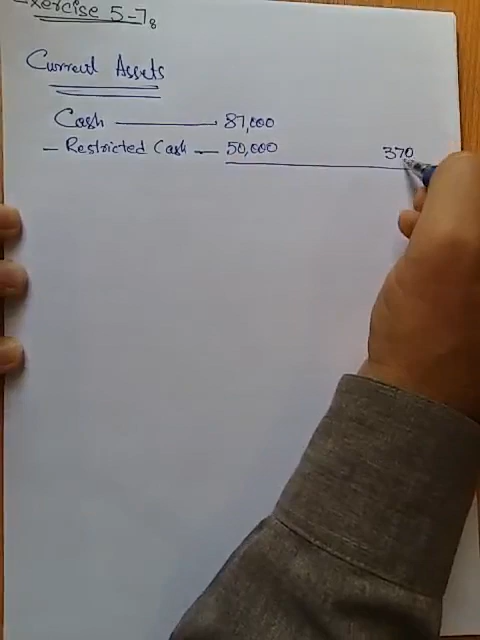 Exercise 5-7:
Current Assets
Cash — 87,000
- Restricted Cash — 50,000 370